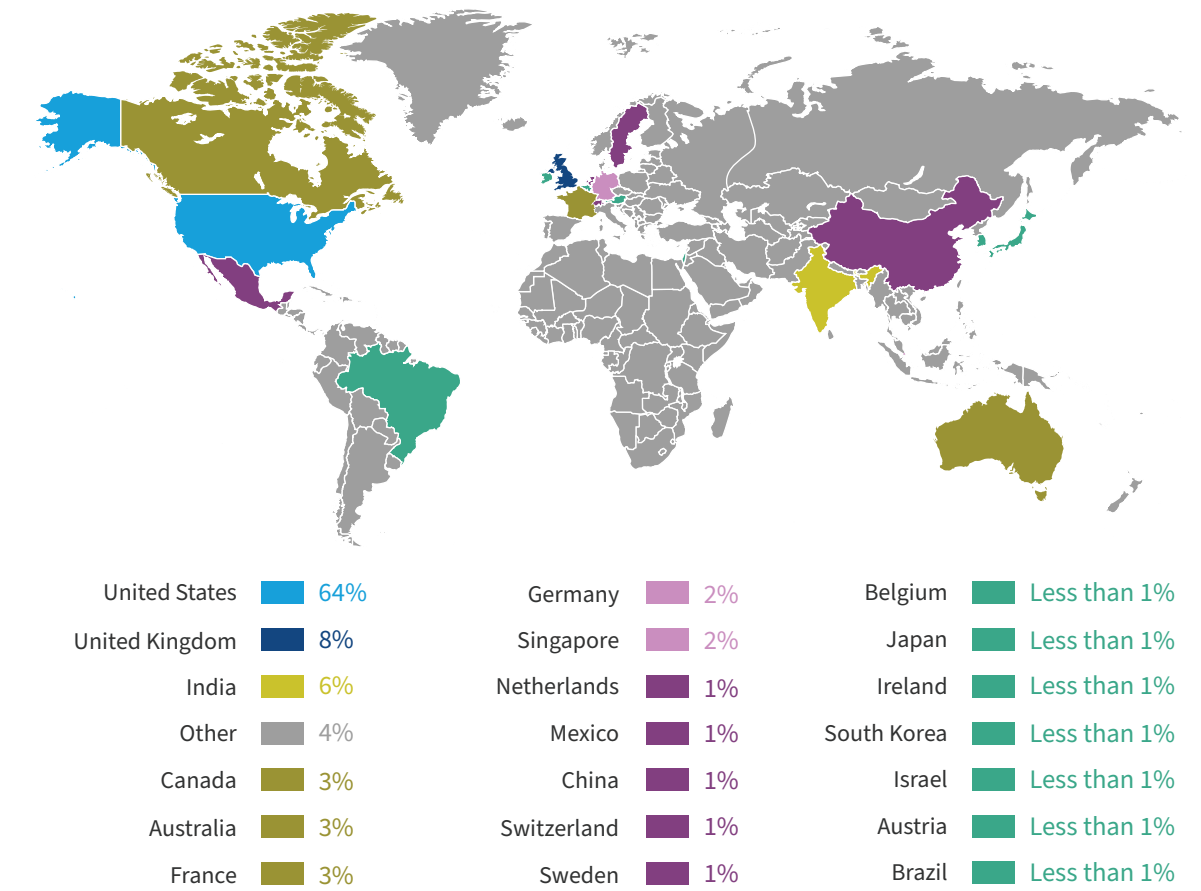 United States 64%
United Kingdom 8%
India 6%
Other 4%
Canada 3%
Australia 3%
France 3%
Germany 2%
Singapore 2%
Netherlands 1%
Mexico 1%
China 1%
Switzerland 1%
Sweden 1%
Belgium Less than 1%
Japan Less than 1%
Ireland Less than 1%
South Korea Less than 1%
Israel Less than 1%
Austria Less than 1%
Brazil Less than 1%